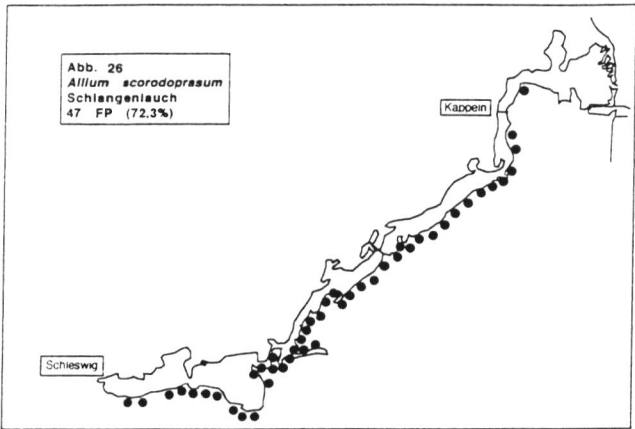 Abb. 26
Allium scorodoprasum
Schlangenlauch
47 FP (72,3%)
Kappeln
Schleswig